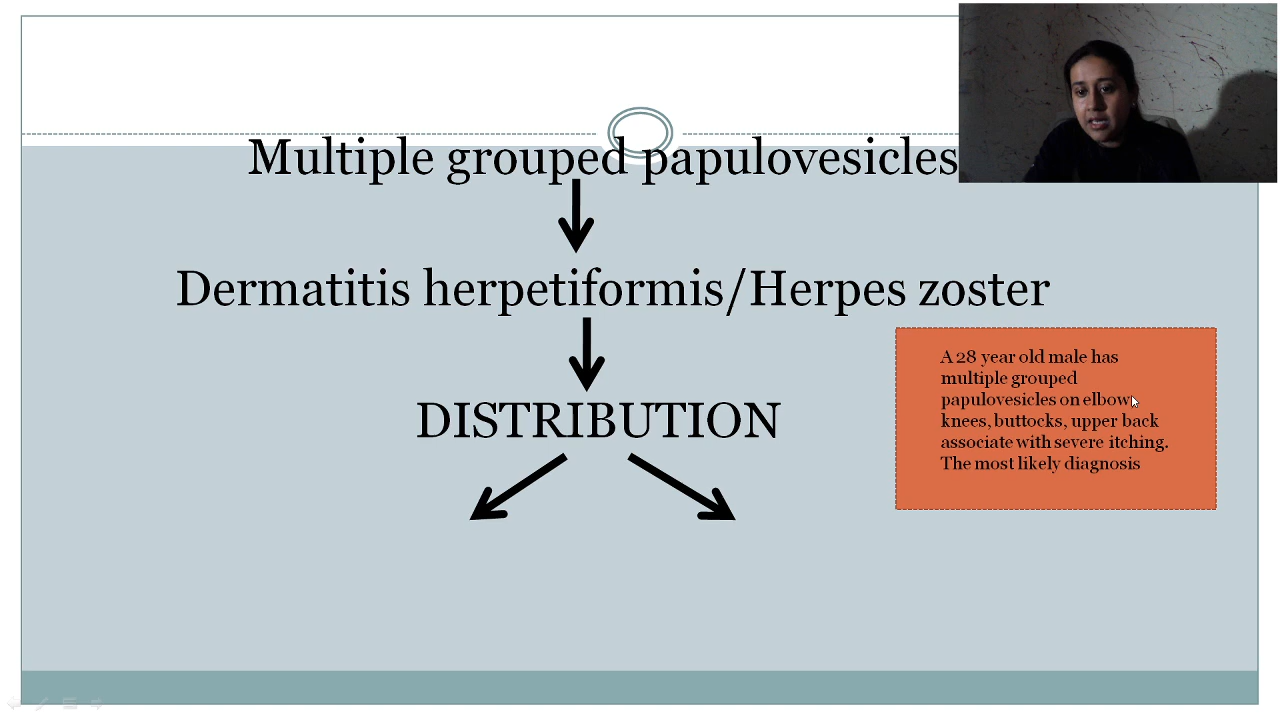 Multiple grouped papulovesicles
Dermatitis herpetiformis/Herpes zoster
DISTRIBUTION
A 28 year old male has
multiple grouped
papulovesicles on elbow,
knees, buttocks, upper back
associate with severe itching.
The most likely diagnosis